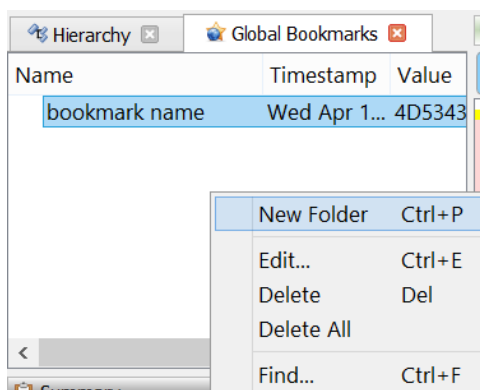 Hierarchy Global Bookmarks
Name Timestamp Value
bookmark name Wed Apr 1... 4D5343
New Folder Ctrl+P
Edit... Ctrl+E
Delete Del
Delete All
Find... Ctrl+F